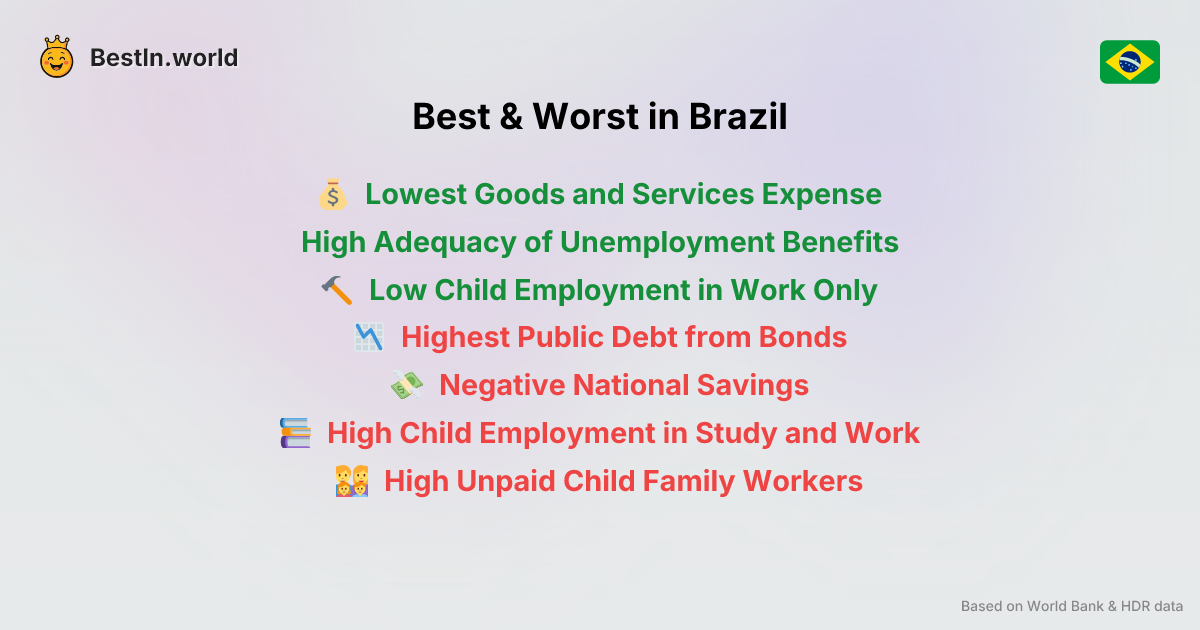 BestIn.world
Best & Worst in Brazil
Lowest Goods and Services Expense
High Adequacy of Unemployment Benefits
Low Child Employment in Work Only
Highest Public Debt from Bonds
Negative National Savings
High Child Employment in Study and Work
High Unpaid Child Family Workers
Based on World Bank & HDR data